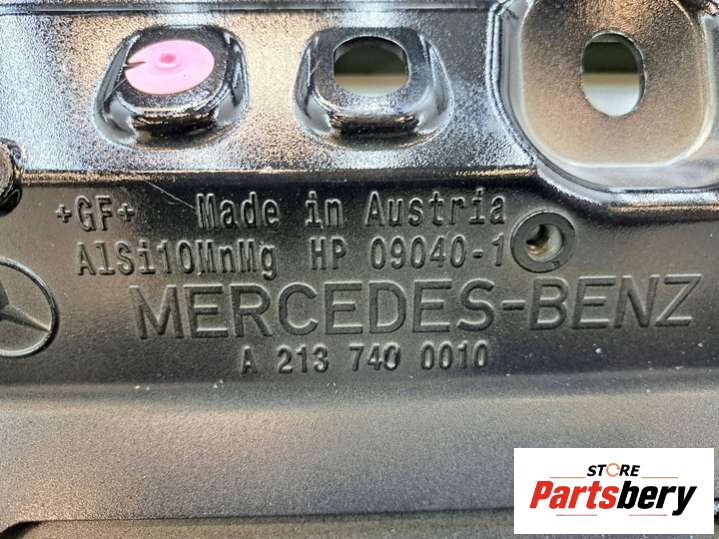 +GF+ Made in Austria
AlSi10MnMg HP 09040-1
MERCEDES-BENZ
A 213 740 0010
STORE
Partsbery